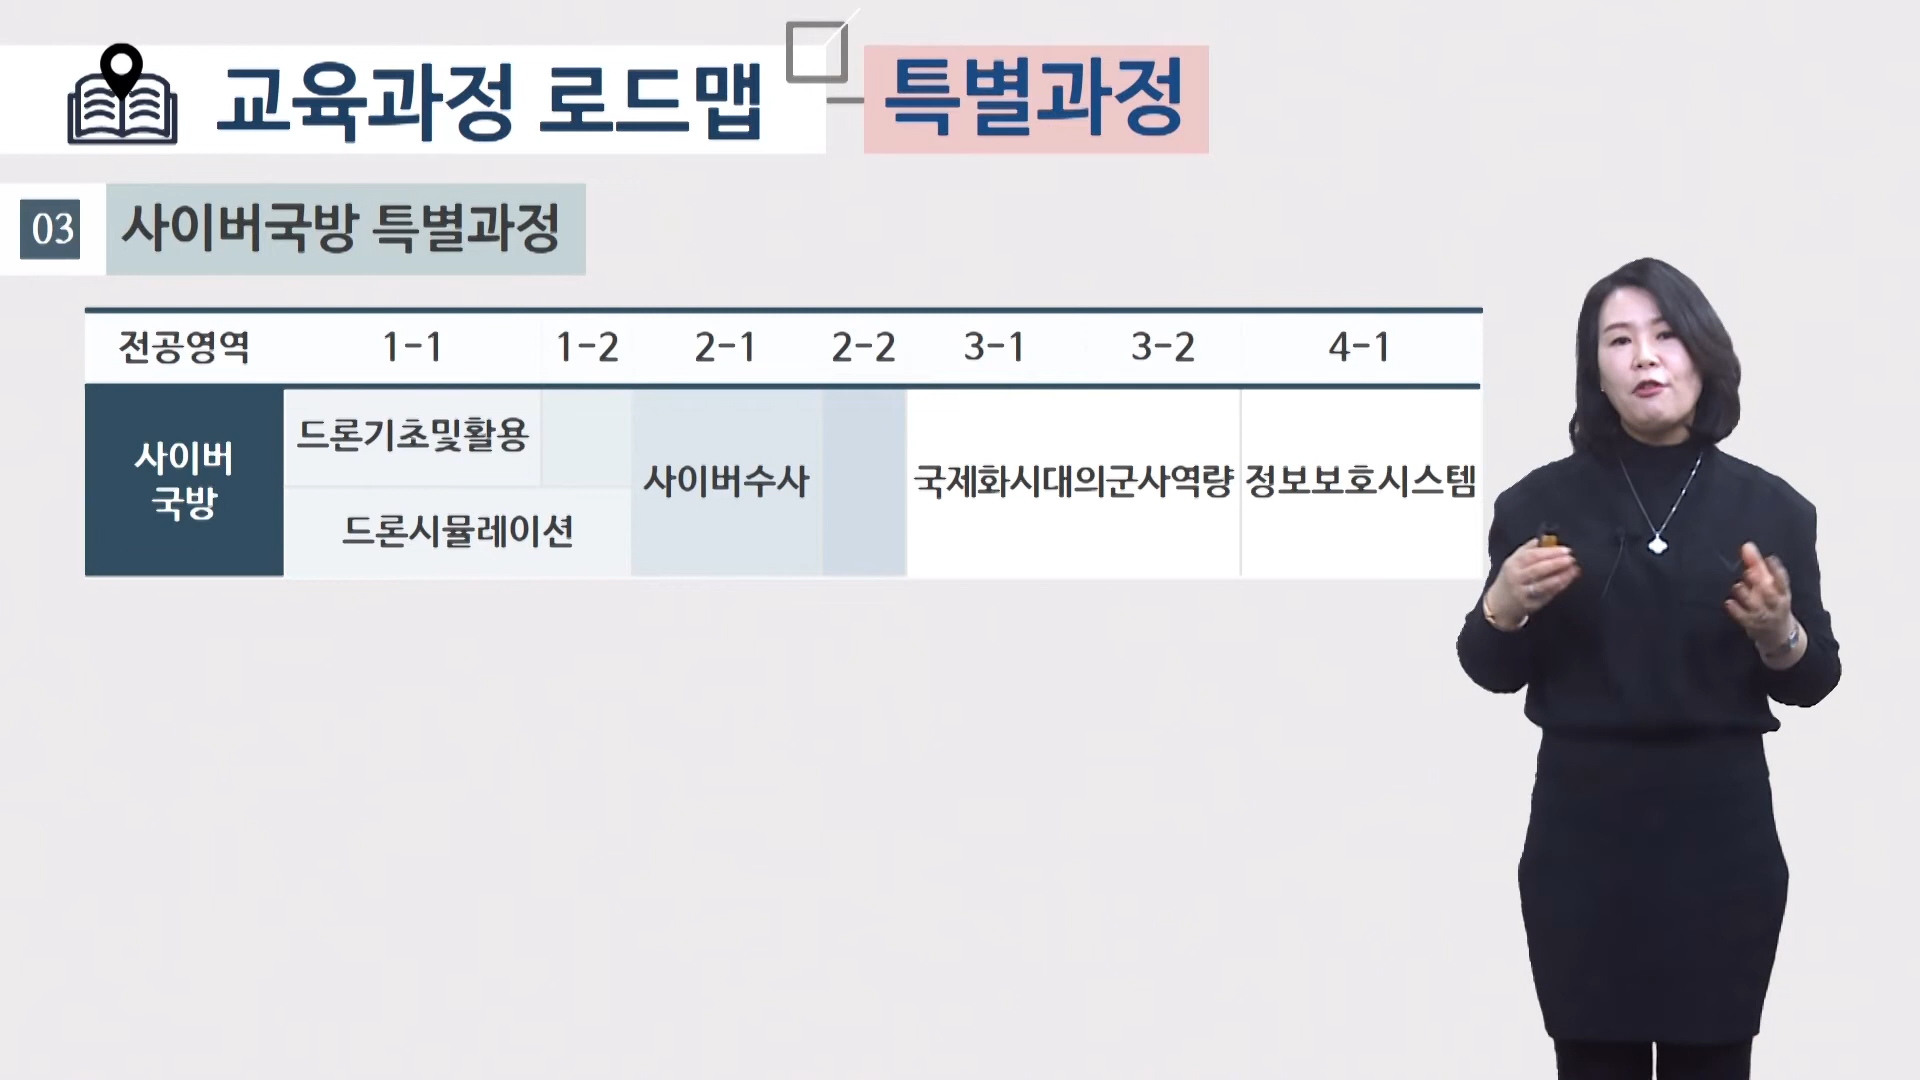 교육과정 로드맵 특별과정
03 사이버국방 특별과정
전공영역 1-1 1-2 2-1 2-2 3-1 3-2 4-1
사이버
국방
드론기초및활용
드론시뮬레이션
사이버수사
국제화시대의군사역량
정보보호시스템